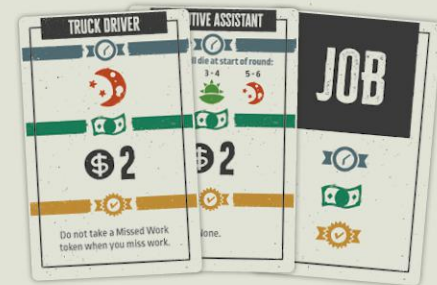 TRUCK DRIVER
$ 2
Do not take a Missed Work
token when you miss work.
TIVE ASSISTANT
ll die at start of round:
3-4 5-6
$ 2
None.
JOB